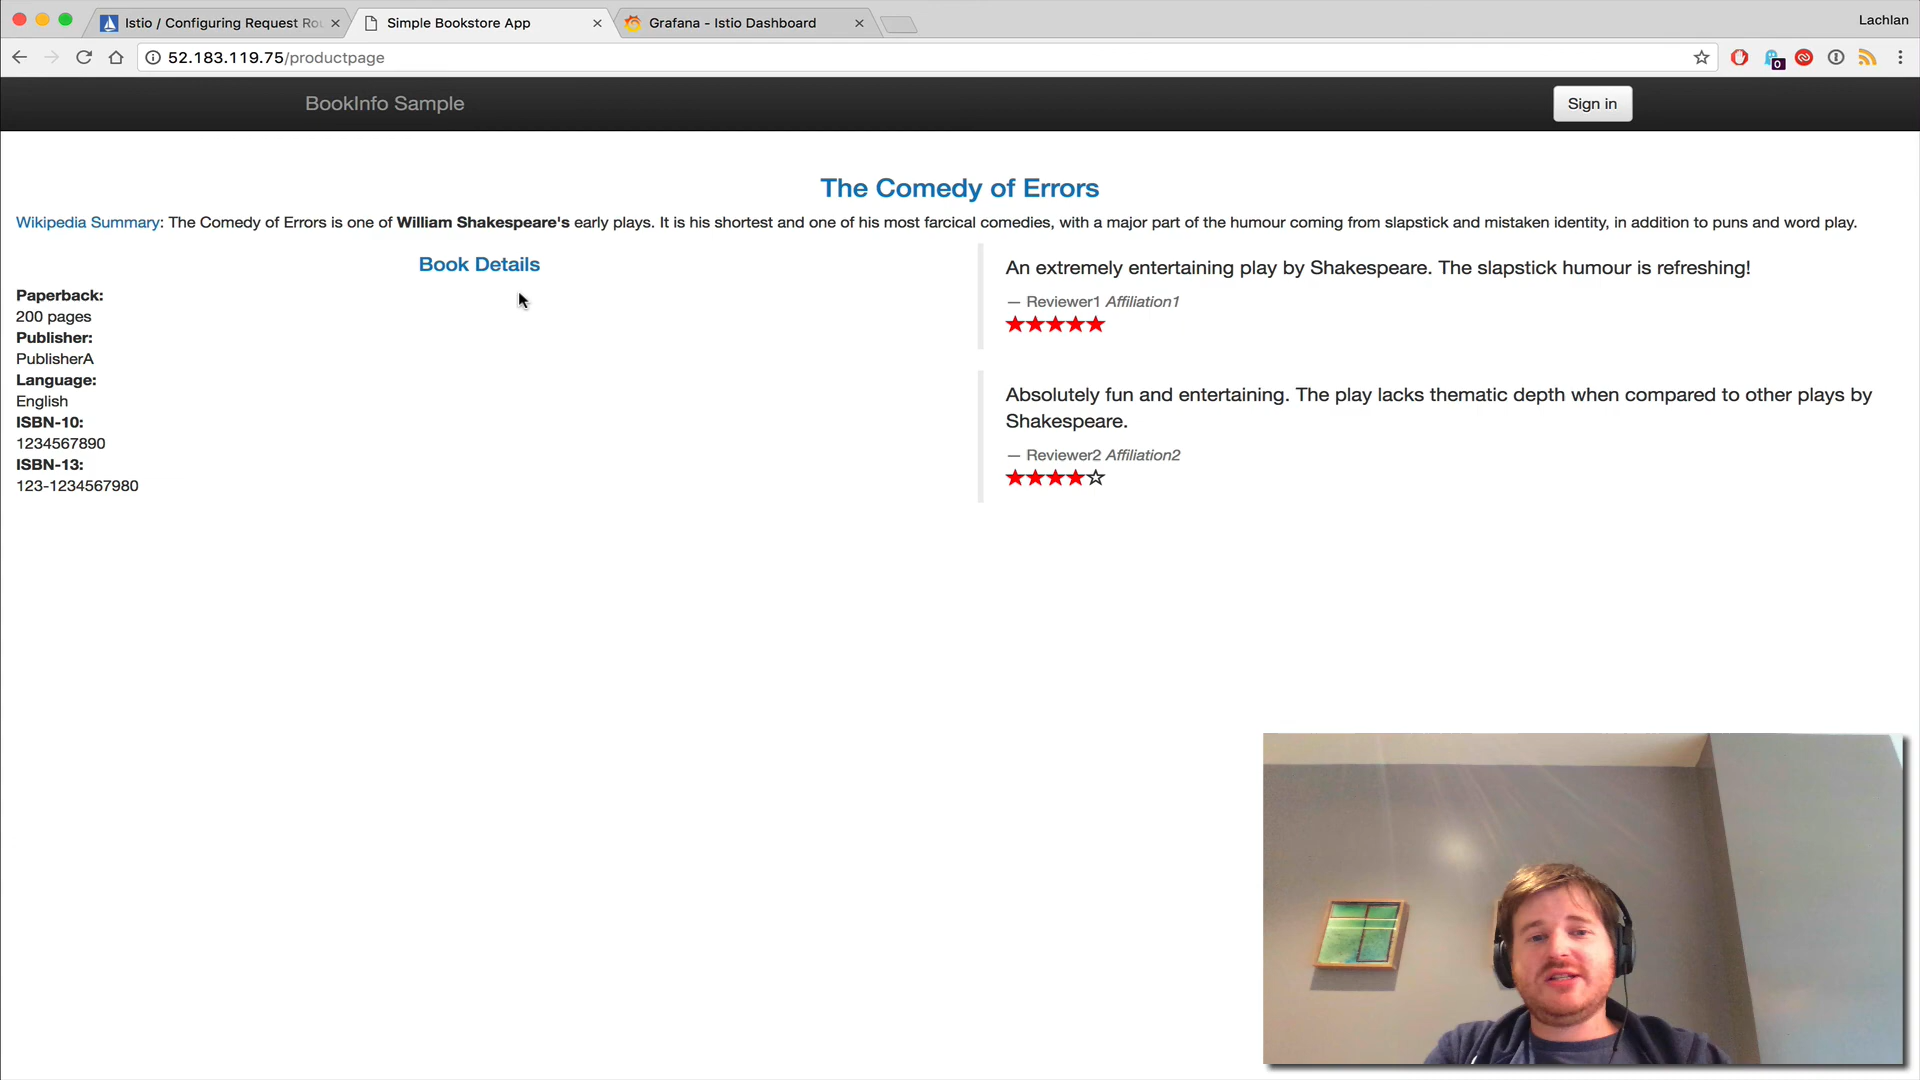 Istio / Configuring Request Rou
Simple Bookstore App
Grafana - Istio Dashboard
Lachlan
52.183.119.75/productpage
0
BookInfo Sample
Sign in
The Comedy of Errors
Wikipedia Summary: The Comedy of Errors is one of William Shakespeare's early plays. It is his shortest and one of his most farcical comedies, with a major part of the humour coming from slapstick and mistaken identity, in addition to puns and word play.
Book Details
Paperback:
200 pages
Publisher:
PublisherA
Language:
English
ISBN-10:
1234567890
ISBN-13:
123-1234567980
An extremely entertaining play by Shakespeare. The slapstick humour is refreshing!
— Reviewer1 Affiliation1
★★★★★
Absolutely fun and entertaining. The play lacks thematic depth when compared to other plays by
Shakespeare.
— Reviewer2 Affiliation2
★★★★☆